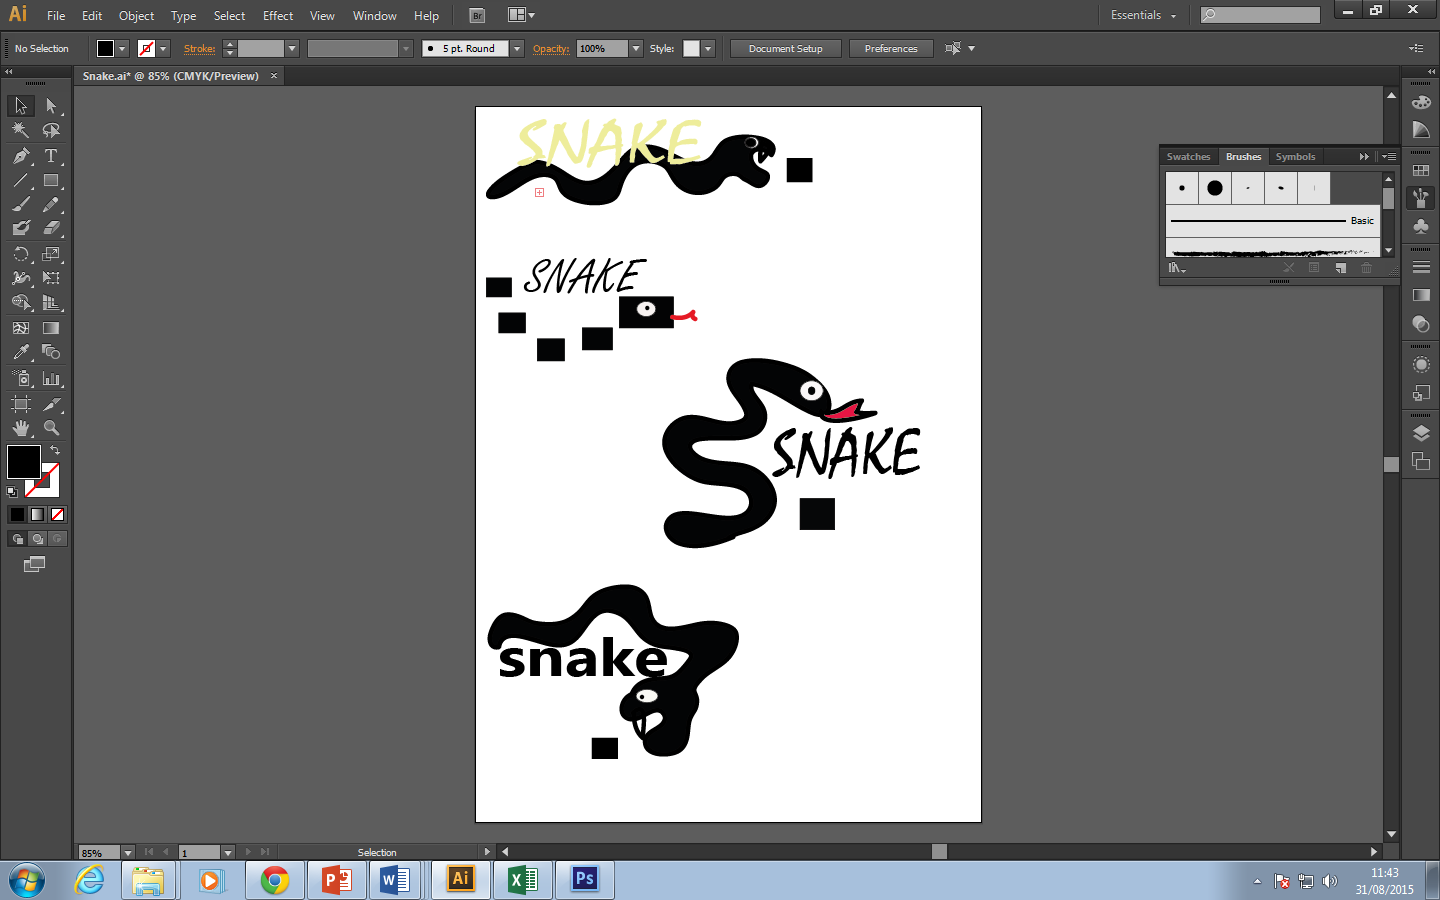 Ai File Edit Object Type Select Effect View Window Help Br Essentials
No Selection Stroke: 5 pt. Round Opacity: 100% Style: Document Setup Preferences
Snake.ai* @ 85% (CMYK/Preview)
SNAKE
Swatches Brushes Symbols
Basic
SNAKE
SNAKE
snake
85% 1 Selection
Ai Ps
11:43
31/08/2015